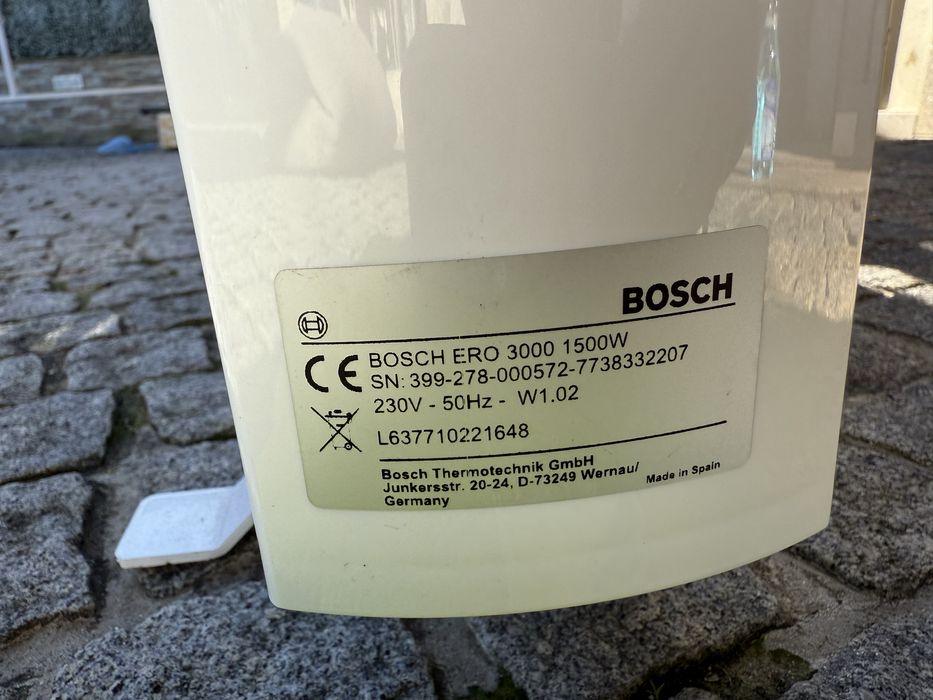 BOSCH
CE
BOSCH ERO 3000 1500W
SN: 399-278-000572-7738332207
230V - 50Hz - W1.02
L637710221648
Bosch Thermotechnik GmbH
Junkersstr. 20-24, D-73249 Wernau/
Germany
Made in Spain